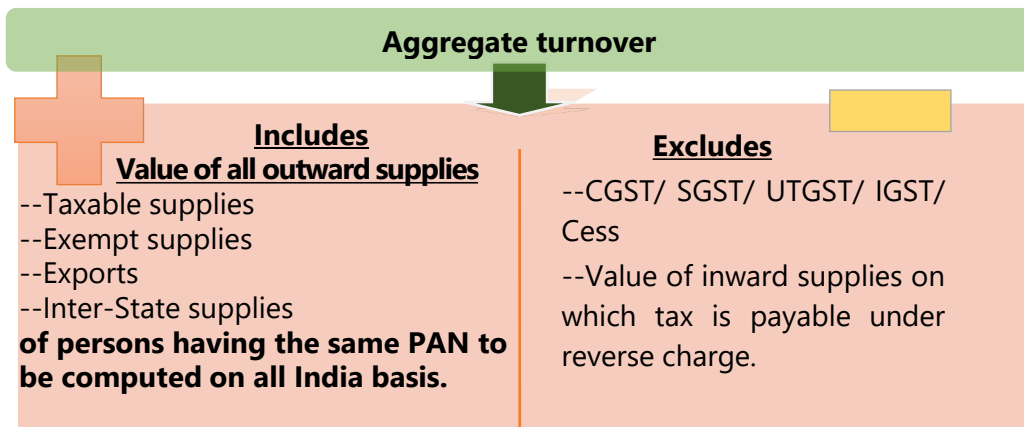 Aggregate turnover
Includes
Value of all outward supplies
--Taxable supplies
--Exempt supplies
--Exports
--Inter-State supplies
of persons having the same PAN to
be computed on all India basis.
Excludes
--CGST/ SGST/ UTGST/ IGST/
Cess
--Value of inward supplies on
which tax is payable under
reverse charge.